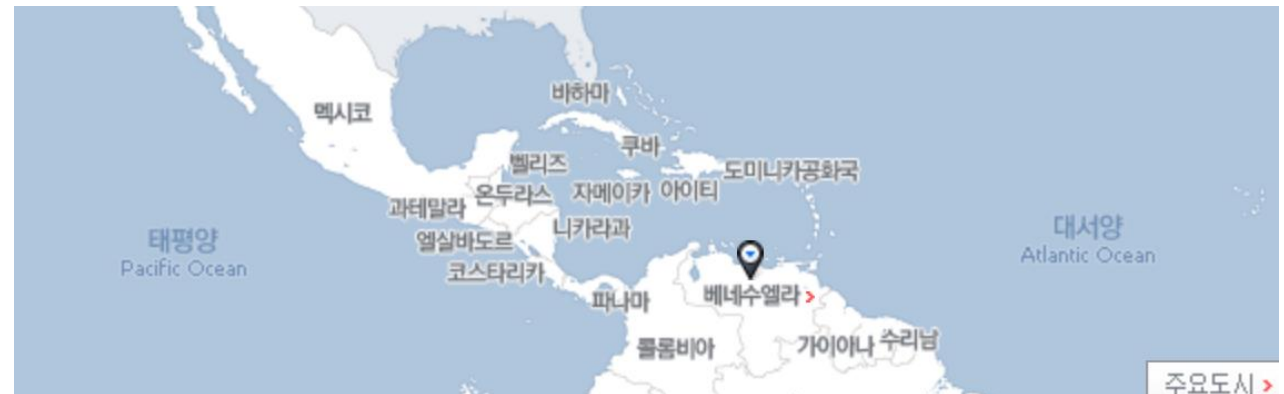 바하마
멕시코
쿠바
벨리즈
도미니카공화국
온두라스
자메이카
아이티
과테말라
니카라과
태평양
Pacific Ocean
엘살바도르
대서양
Atlantic Ocean
코스타리카
파나마
베네수엘라 >
콜롬비아
가이아나
수리남
주요도시 >